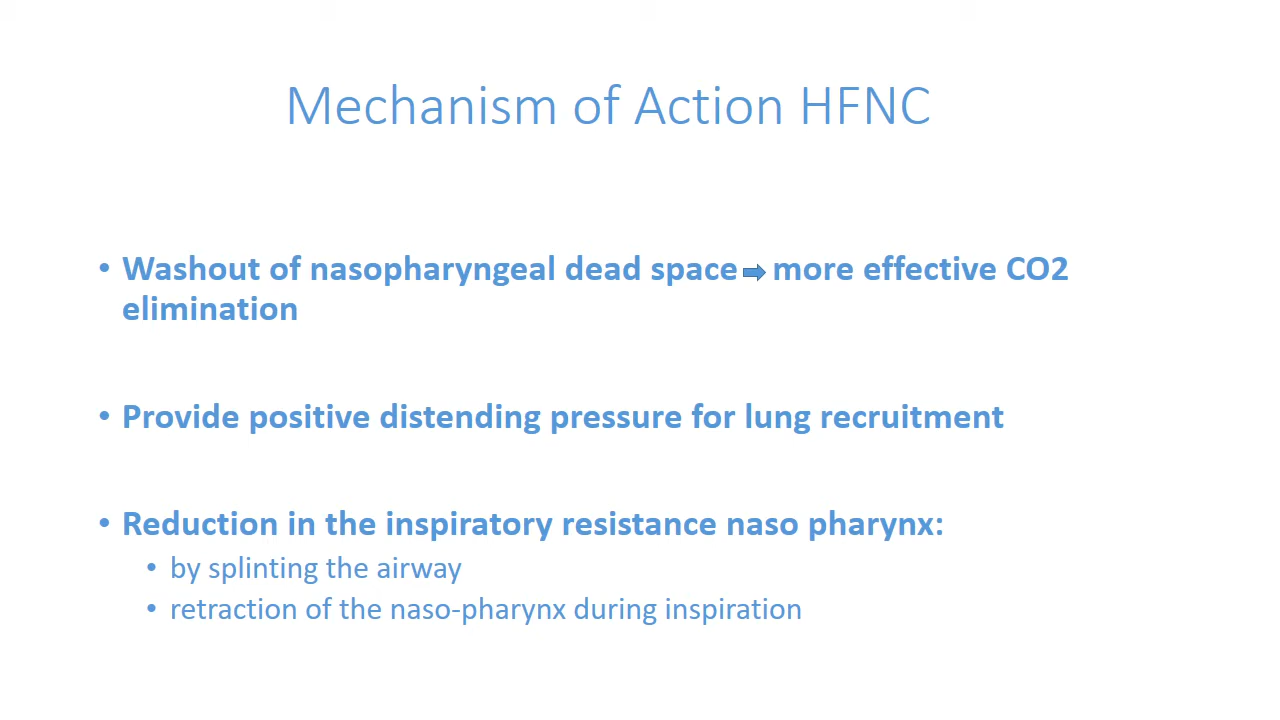 Mechanism of Action HFNC
• Washout of nasopharyngeal dead space ➡ more effective CO2
elimination
• Provide positive distending pressure for lung recruitment
• Reduction in the inspiratory resistance naso pharynx:
• by splinting the airway
• retraction of the naso-pharynx during inspiration